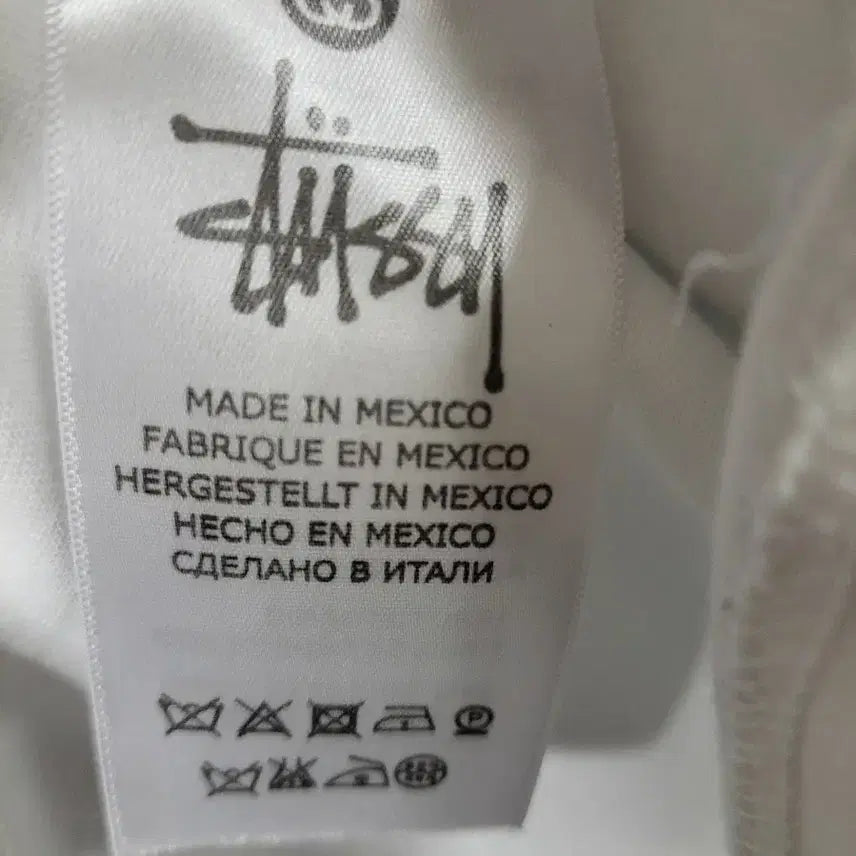 Stüssy
MADE IN MEXICO
FABRIQUE EN MEXICO
HERGESTELLT IN MEXICO
HECHO EN MEXICO
СДЕЛАНО В ИТАЛИ
P